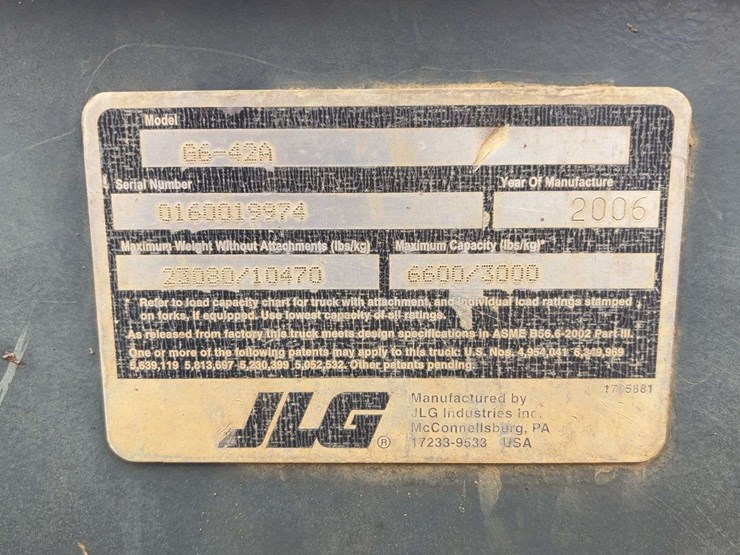 Model
G6-42A
Serial Number
0160019974
Year Of Manufacture
2006
Maximum Weight Without Attachments (lbs/kg)
23080/10470
Maximum Capacity (lbs/kg)*
6600/3000
* Refer to load capacity chart for truck with attachment, and individual load ratings stamped
on forks, if equipped. Use lowest capacity of all ratings.
As released from factory this truck meets design specifications in ASME B56.6-2002 Part III.
One or more of the following patents may apply to this truck: U.S. Nos. 4,954,041 6,349,969
5,639,119 5,613,697 5,230,399 5,052,532. Other patents pending.
JLG®
Manufactured by
JLG Industries Inc.
McConnellsburg, PA
17233-9533 USA